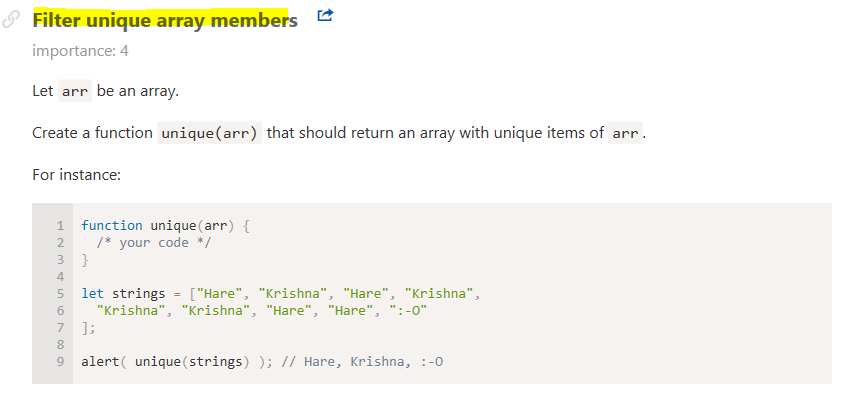 Filter unique array members
importance: 4
Let arr be an array.
Create a function unique(arr) that should return an array with unique items of arr.
For instance:
1 function unique(arr) {
2   /* your code */
3 }
4
5 let strings = ["Hare", "Krishna", "Hare", "Krishna",
6   "Krishna", "Krishna", "Hare", "Hare", ":-O"
7 ];
8
9 alert( unique(strings) ); // Hare, Krishna, :-O